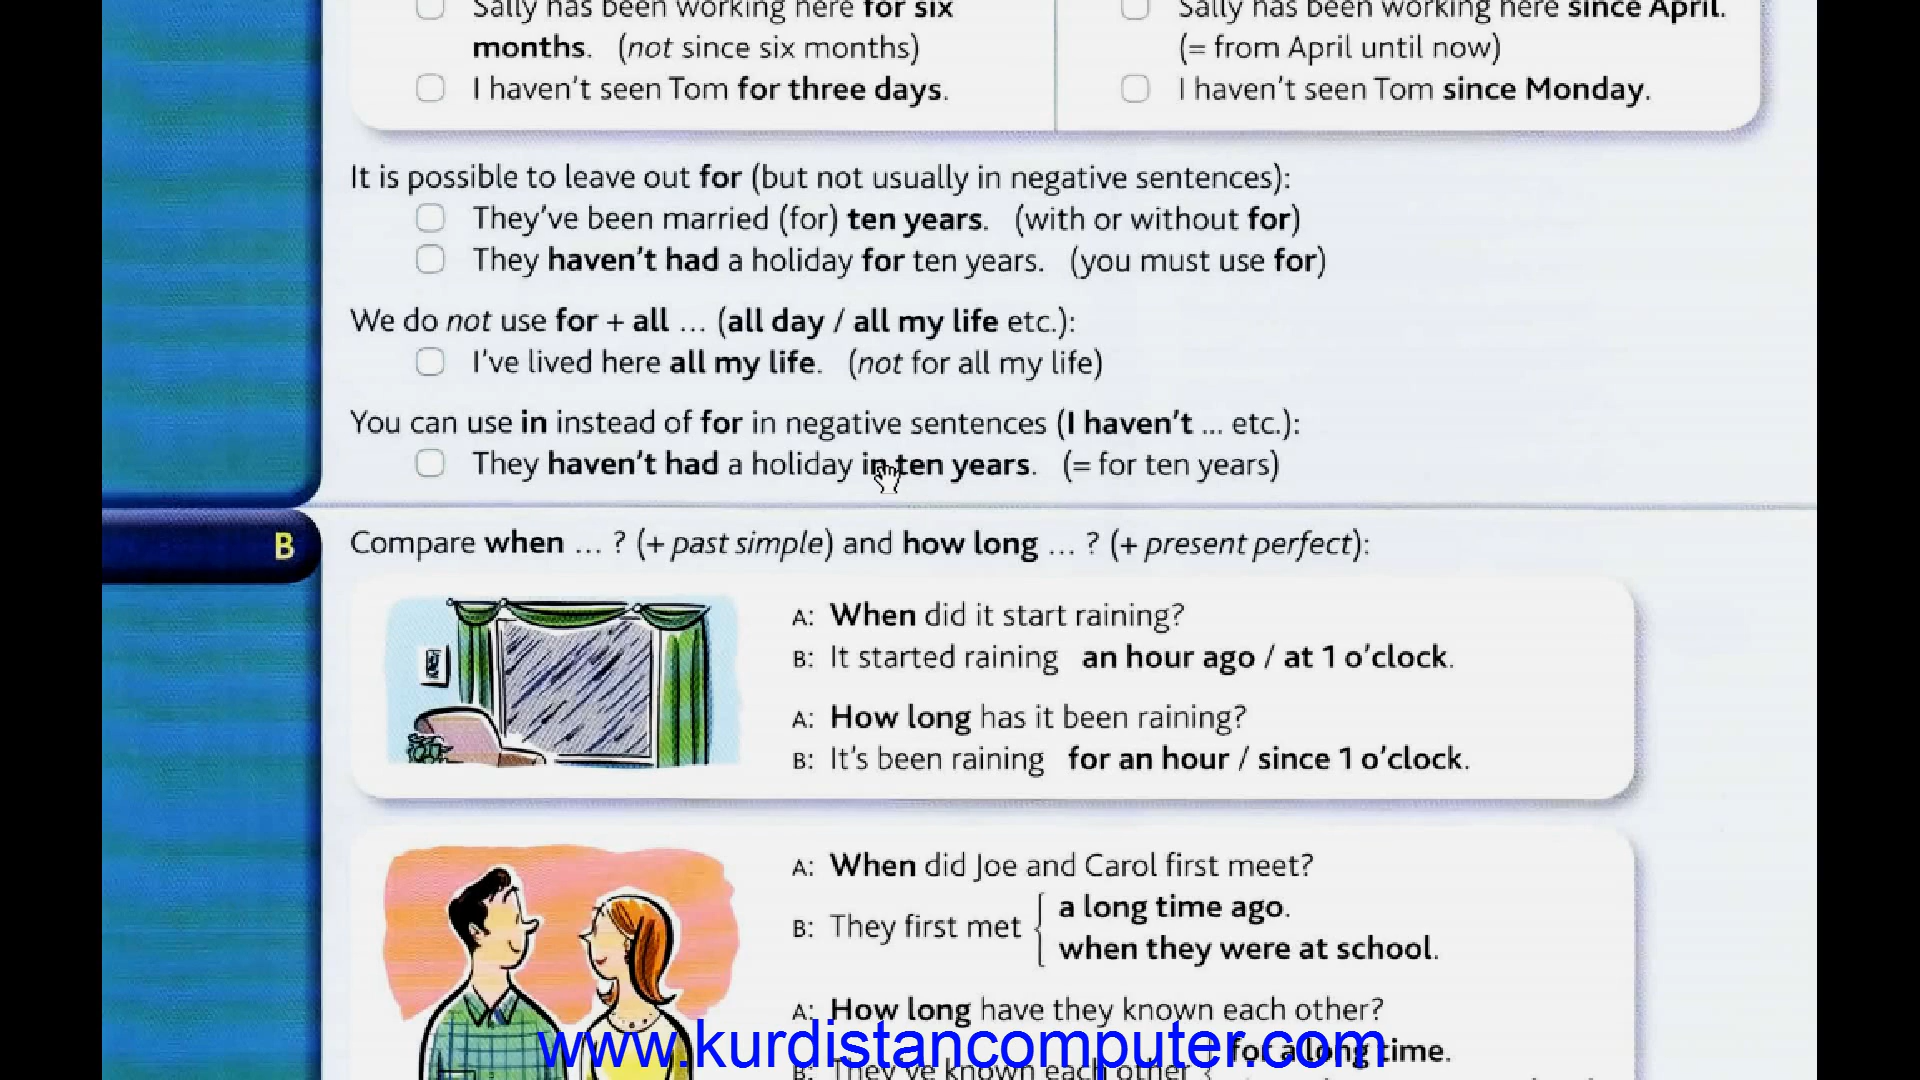 Sally has been working here for six
months. (not since six months)
I haven't seen Tom for three days.
Sally has been working here since April.
(= from April until now)
I haven't seen Tom since Monday.
It is possible to leave out for (but not usually in negative sentences):
They've been married (for) ten years. (with or without for)
They haven't had a holiday for ten years. (you must use for)
We do not use for + all … (all day / all my life etc.):
I've lived here all my life. (not for all my life)
You can use in instead of for in negative sentences (I haven't … etc.):
They haven't had a holiday in ten years. (= for ten years)
B
Compare when … ? (+ past simple) and how long … ? (+ present perfect):
A: When did it start raining?
B: It started raining an hour ago / at 1 o'clock.
A: How long has it been raining?
B: It's been raining for an hour / since 1 o'clock.
A: When did Joe and Carol first meet?
B: They first met
a long time ago.
when they were at school.
A: How long have they known each other?
for a long time.
B: They've known each other
www.kurdistancomputer.com